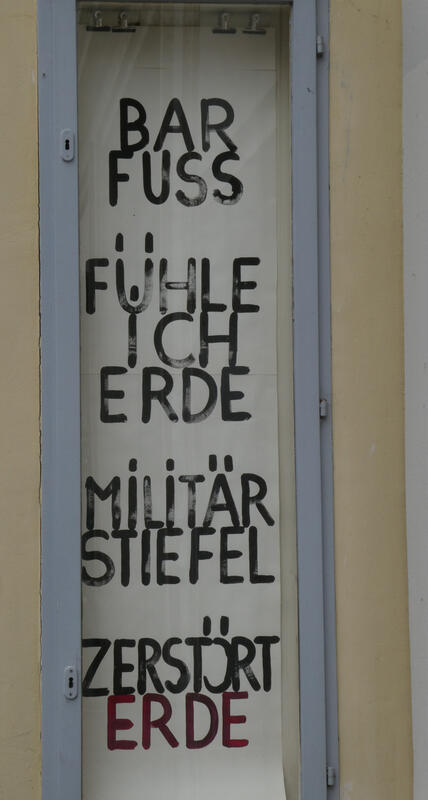 BAR
FUSS
FÜHLE
ICH
ERDE
MILITÄR
STIEFEL
ZERSTÖRT
ERDE